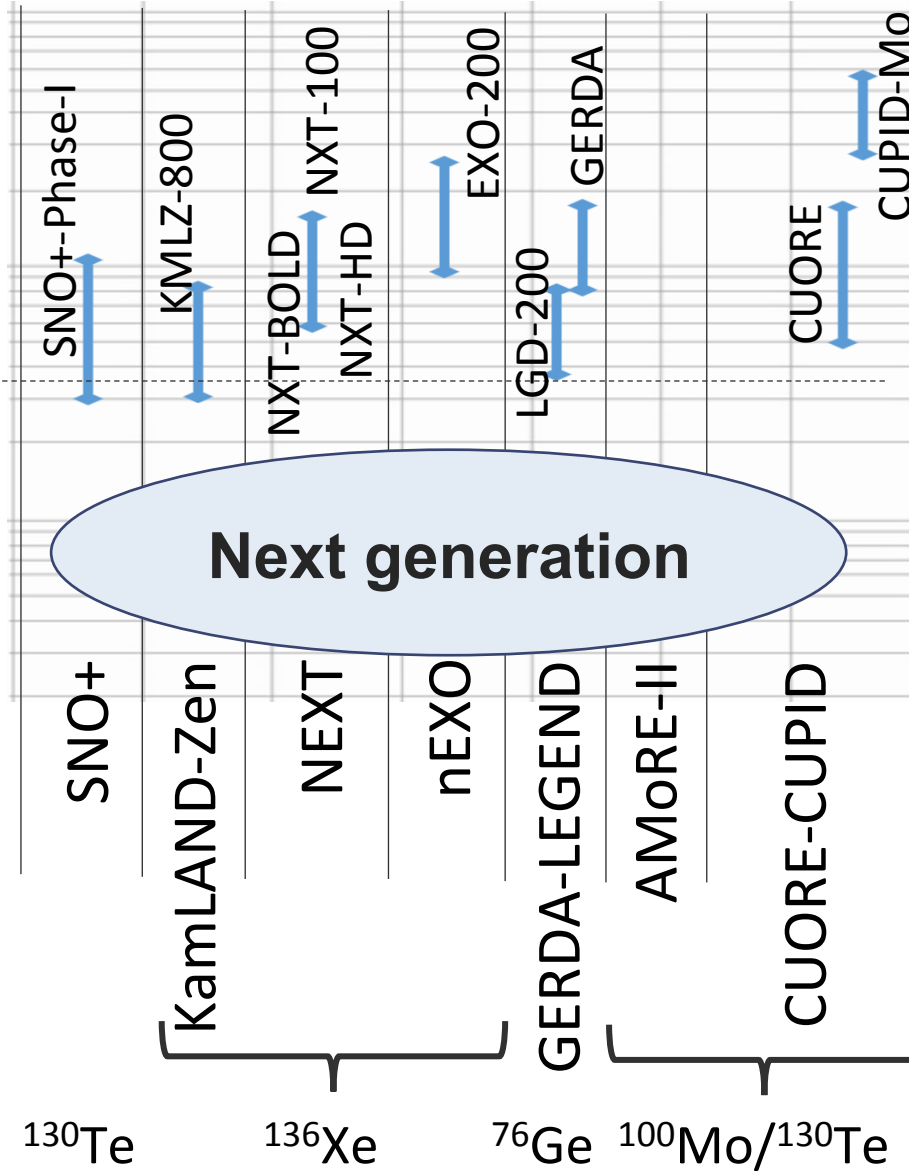 SNO+-Phase-I
KMLZ-800
NXT-BOLD
NXT-100
NXT-HD
EXO-200
LGD-200
GERDA
CUORE
CUPID-Mo
Next generation
SNO+
KamLAND-Zen
NEXT
nEXO
GERDA-LEGEND
AMoRE-II
CUORE-CUPID
¹³⁰Te
¹³⁶Xe
⁷⁶Ge
¹⁰⁰Mo/¹³⁰Te